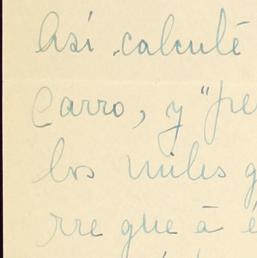 Así calculé
Carro, y "pe
los miles q
rre que á é